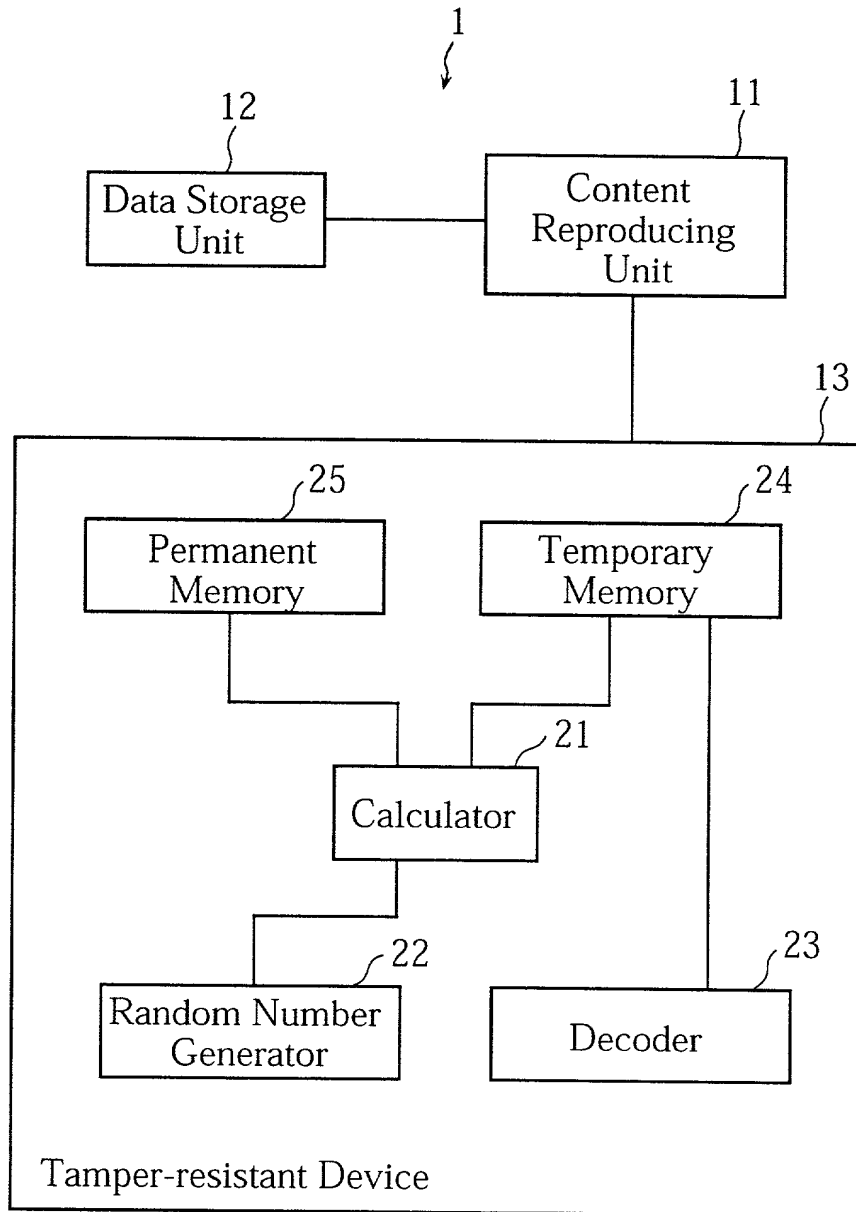 1
12
11
Data Storage
Unit
Content
Reproducing
Unit
13
25
24
Permanent
Memory
Temporary
Memory
21
Calculator
22
23
Random Number
Generator
Decoder
Tamper-resistant Device